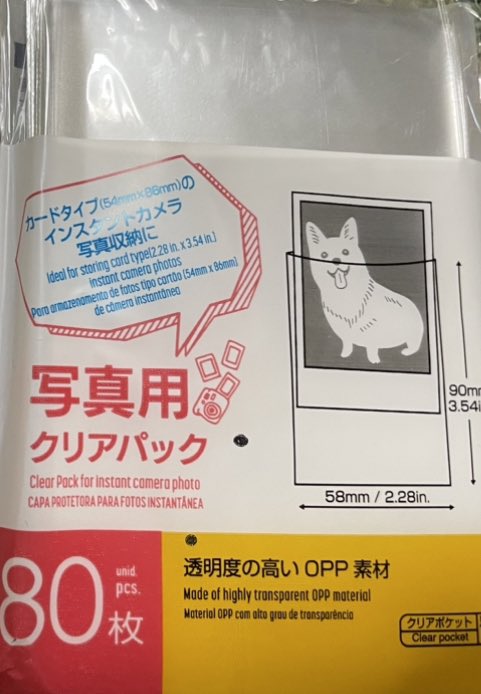 カードタイプ(54mm×86mm)の
インスタントカメラ
写真収納に
Ideal for storing card type(2.28 in. x 3.54 in.)
instant camera photos
Para armazenamento de fotos tipo cartão (54mm x 86mm)
de câmera instantânea
写真用
クリアパック
Clear Pack for instant camera photo
CAPA PROTETORA PARA FOTOS INSTANTÂNEA
90mm
3.54i
58mm / 2.28in.
80
unid.
pcs.
枚
透明度の高いOPP素材
Made of highly transparent OPP material
Material OPP com alto grau de transparência
クリアポケット
Clear pocket